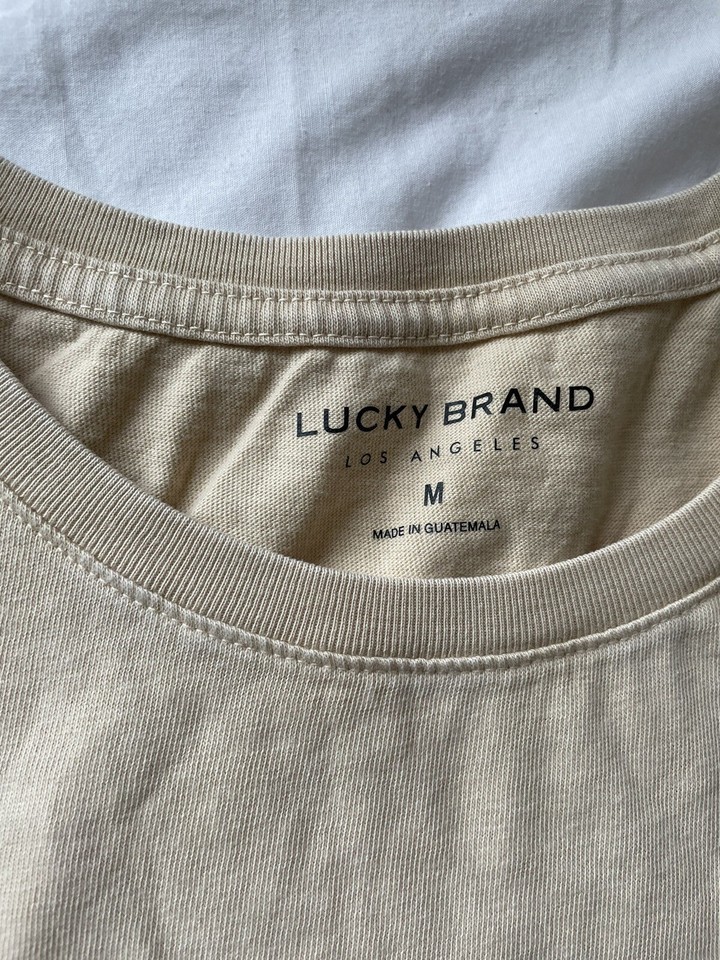 LUCKY BRAND
LOS ANGELES
M
MADE IN GUATEMALA